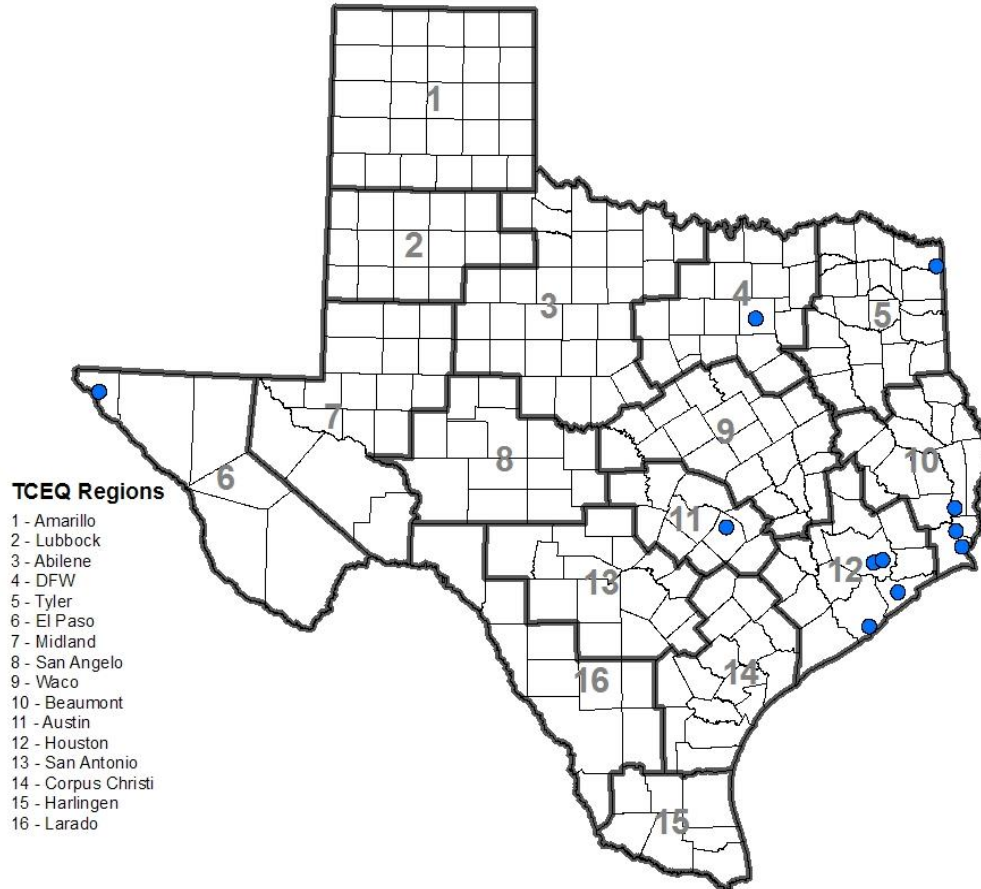 1
2
3
4
5
6
7
8
9
10
11
12
13
14
15
16
TCEQ Regions
1 - Amarillo
2 - Lubbock
3 - Abilene
4 - DFW
5 - Tyler
6 - El Paso
7 - Midland
8 - San Angelo
9 - Waco
10 - Beaumont
11 - Austin
12 - Houston
13 - San Antonio
14 - Corpus Christi
15 - Harlingen
16 - Larado